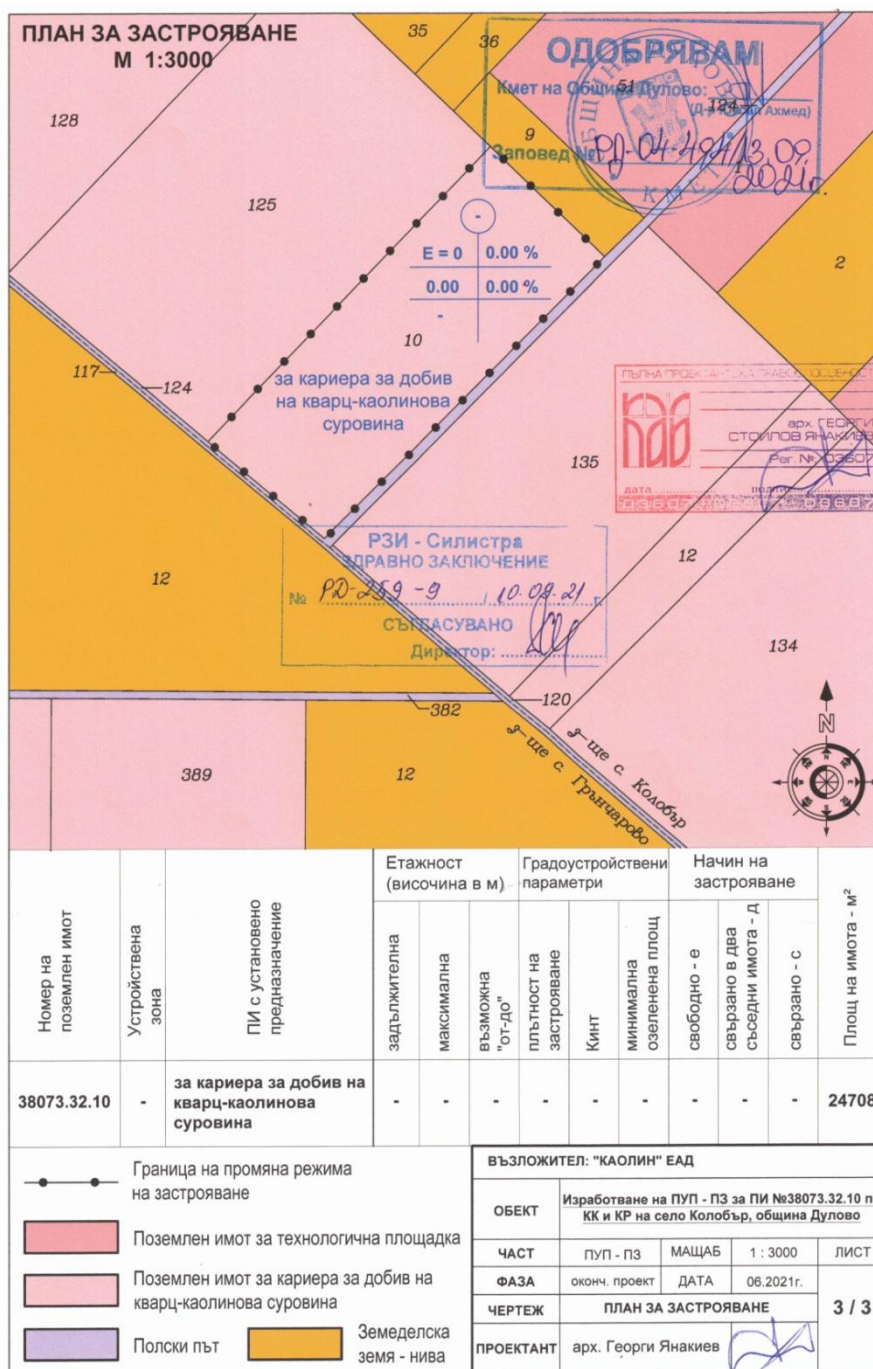 ПЛАН ЗА ЗАСТРОЯВАНЕ
М 1:3000
35
36
ОДОБРЯВАМ
Кмет на Община Дулово:
Заповед № РД-04-494/13.09.
2021г.
51
124
128
125
9
2
-
E = 0 0.00 %
0.00 0.00 %
-
10
за кариера за добив
на кварц-каолинова
суровина
117
124
135
арх. ГЕОРГИ
СТОИЛОВ ЯНАКИЕВ
Рег. № 03607
дата
РЗИ - Силистра
ЗДРАВНО ЗАКЛЮЧЕНИЕ
№ РД-259-9 / 10.09.21 г.
СЪГЛАСУВАНО
Директор:
12
12
134
120
382
з-ще с. Грънчарово
з-ще с. Колобър
N
389
12
Номер на поземлен имот
Устройствена зона
ПИ с установено предназначение
Етажност
(височина в м)
Градоустройствени
параметри
Начин на
застрояване
задължителна
максимална
възможна "от-до"
плътност на застрояване
Кинт
минимална озеленена площ
свободно - е
свързано в два съседни имота - д
свързано - с
Площ на имота - м²
38073.32.10 - за кариера за добив на
кварц-каолинова
суровина
- - - - - - - - - 24708
Граница на промяна режима
на застрояване
Поземлен имот за технологична площадка
Поземлен имот за кариера за добив на
кварц-каолинова суровина
Полски път
Земеделска
земя - нива
ВЪЗЛОЖИТЕЛ: "КАОЛИН" ЕАД
ОБЕКТ
Изработване на ПУП - ПЗ за ПИ №38073.32.10 п
КК и КР на село Колобър, община Дулово
ЧАСТ ПУП - ПЗ МАЩАБ 1 : 3000 ЛИСТ
ФАЗА оконч. проект ДАТА 06.2021г.
ЧЕРТЕЖ ПЛАН ЗА ЗАСТРОЯВАНЕ 3 / 3
ПРОЕКТАНТ арх. Георги Янакиев